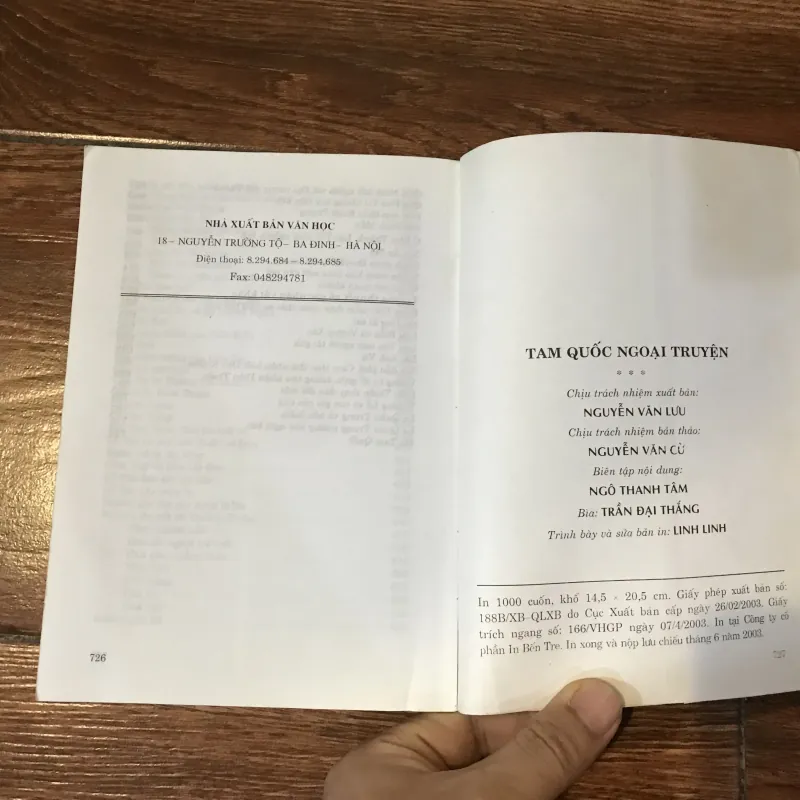 NHÀ XUẤT BẢN VĂN HỌC
18 – NGUYỄN TRƯỜNG TỘ– BA ĐÌNH– HÀ NỘI
Điện thoại: 8.294.684 – 8.294.685
Fax: 048294781
726
TAM QUỐC NGOẠI TRUYỆN
* * *
Chịu trách nhiệm xuất bản:
NGUYỄN VĂN LƯU
Chịu trách nhiệm bản thảo:
NGUYỄN VĂN CỪ
Biên tập nội dung:
NGÔ THANH TÂM
Bìa: TRẦN ĐẠI THẮNG
Trình bày và sửa bản in: LINH LINH
In 1000 cuốn, khổ 14,5 × 20,5 cm. Giấy phép xuất bản số:
188B/XB–QLXB do Cục Xuất bản cấp ngày 26/02/2003. Giấy
trích ngang số: 166/VHGP ngày 07/4/2003. In tại Công ty cổ
phần In Bến Tre. In xong và nộp lưu chiểu tháng 6 năm 2003.
727